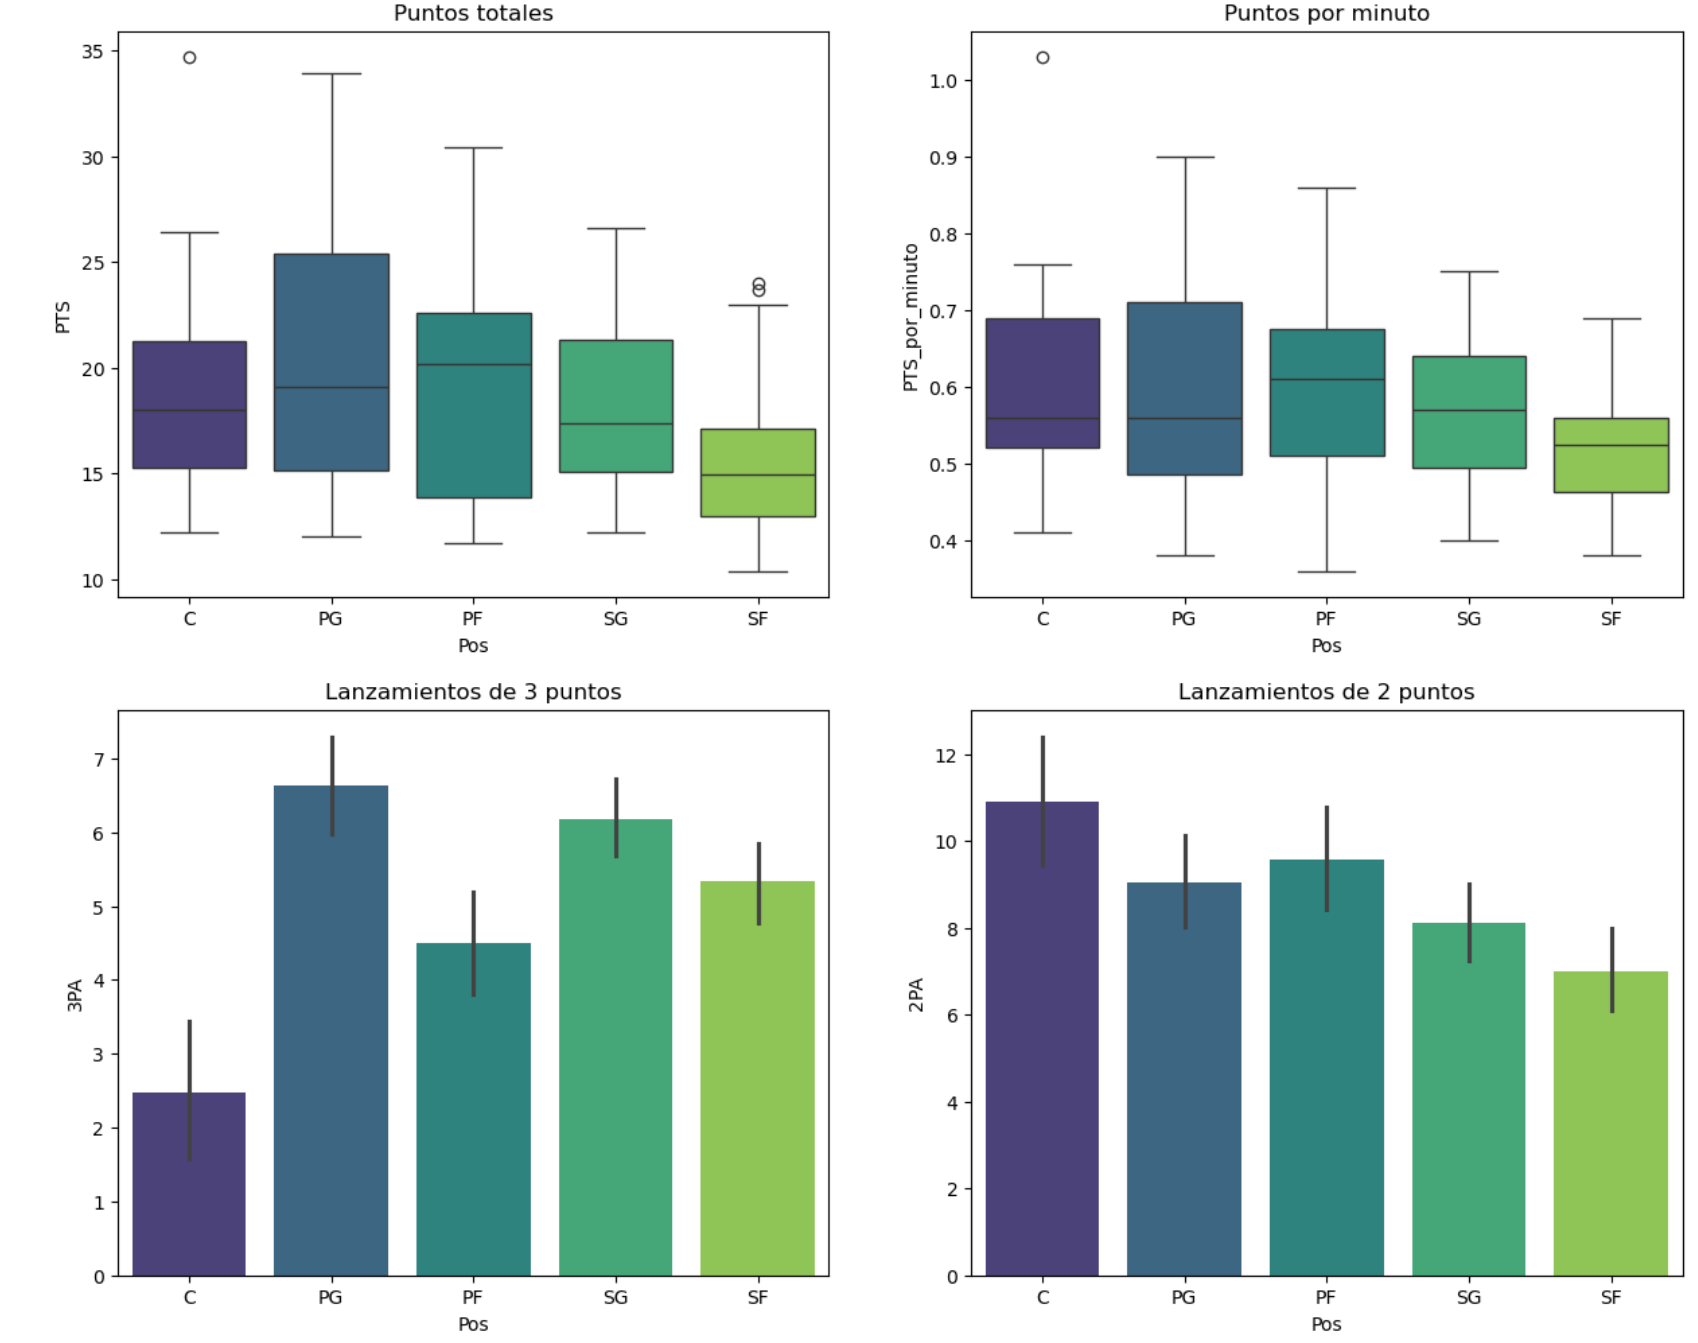 Puntos totales
PTS
35
30
25
20
15
10
C PG PF SG SF
Pos
Puntos por minuto
PTS_por_minuto
1.0
0.9
0.8
0.7
0.6
0.5
0.4
C PG PF SG SF
Pos
Lanzamientos de 3 puntos
3PA
7
6
5
4
3
2
1
0
C PG PF SG SF
Pos
Lanzamientos de 2 puntos
2PA
12
10
8
6
4
2
0
C PG PF SG SF
Pos